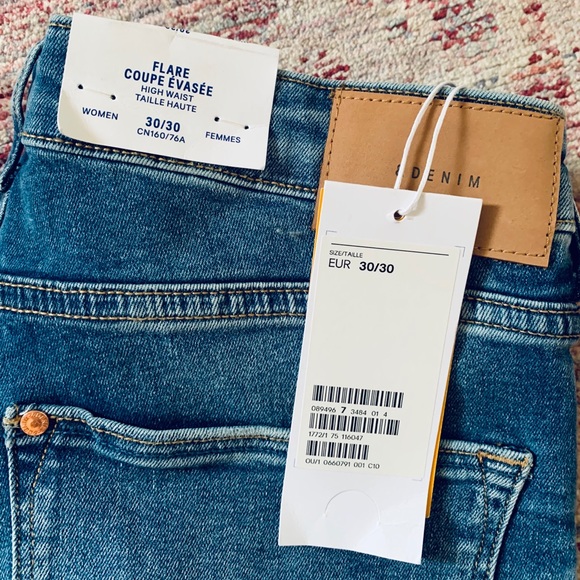 FLARE
COUPE ÉVASÉE
HIGH WAIST
TAILLE HAUTE
WOMEN
30/30
FEMMES
CN160/76A
&DENIM
SIZE/TAILLE
EUR 30/30
089496 7 3484 01 4
1772/1 75 116047
OU/1 0660791 001 C10